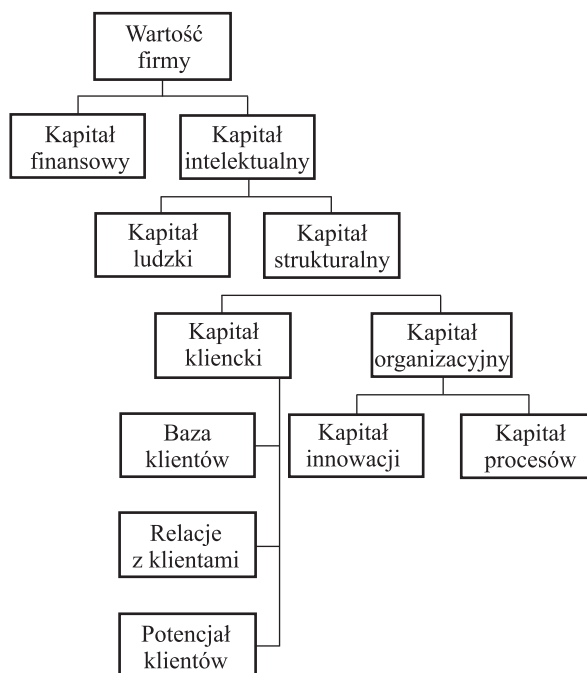 Wartość
firmy
Kapitał
finansowy
Kapitał
intelektualny
Kapitał
ludzki
Kapitał
strukturalny
Kapitał
kliencki
Kapitał
organizacyjny
Baza
klientów
Kapitał
innowacji
Kapitał
procesów
Relacje
z klientami
Potencjał
klientów